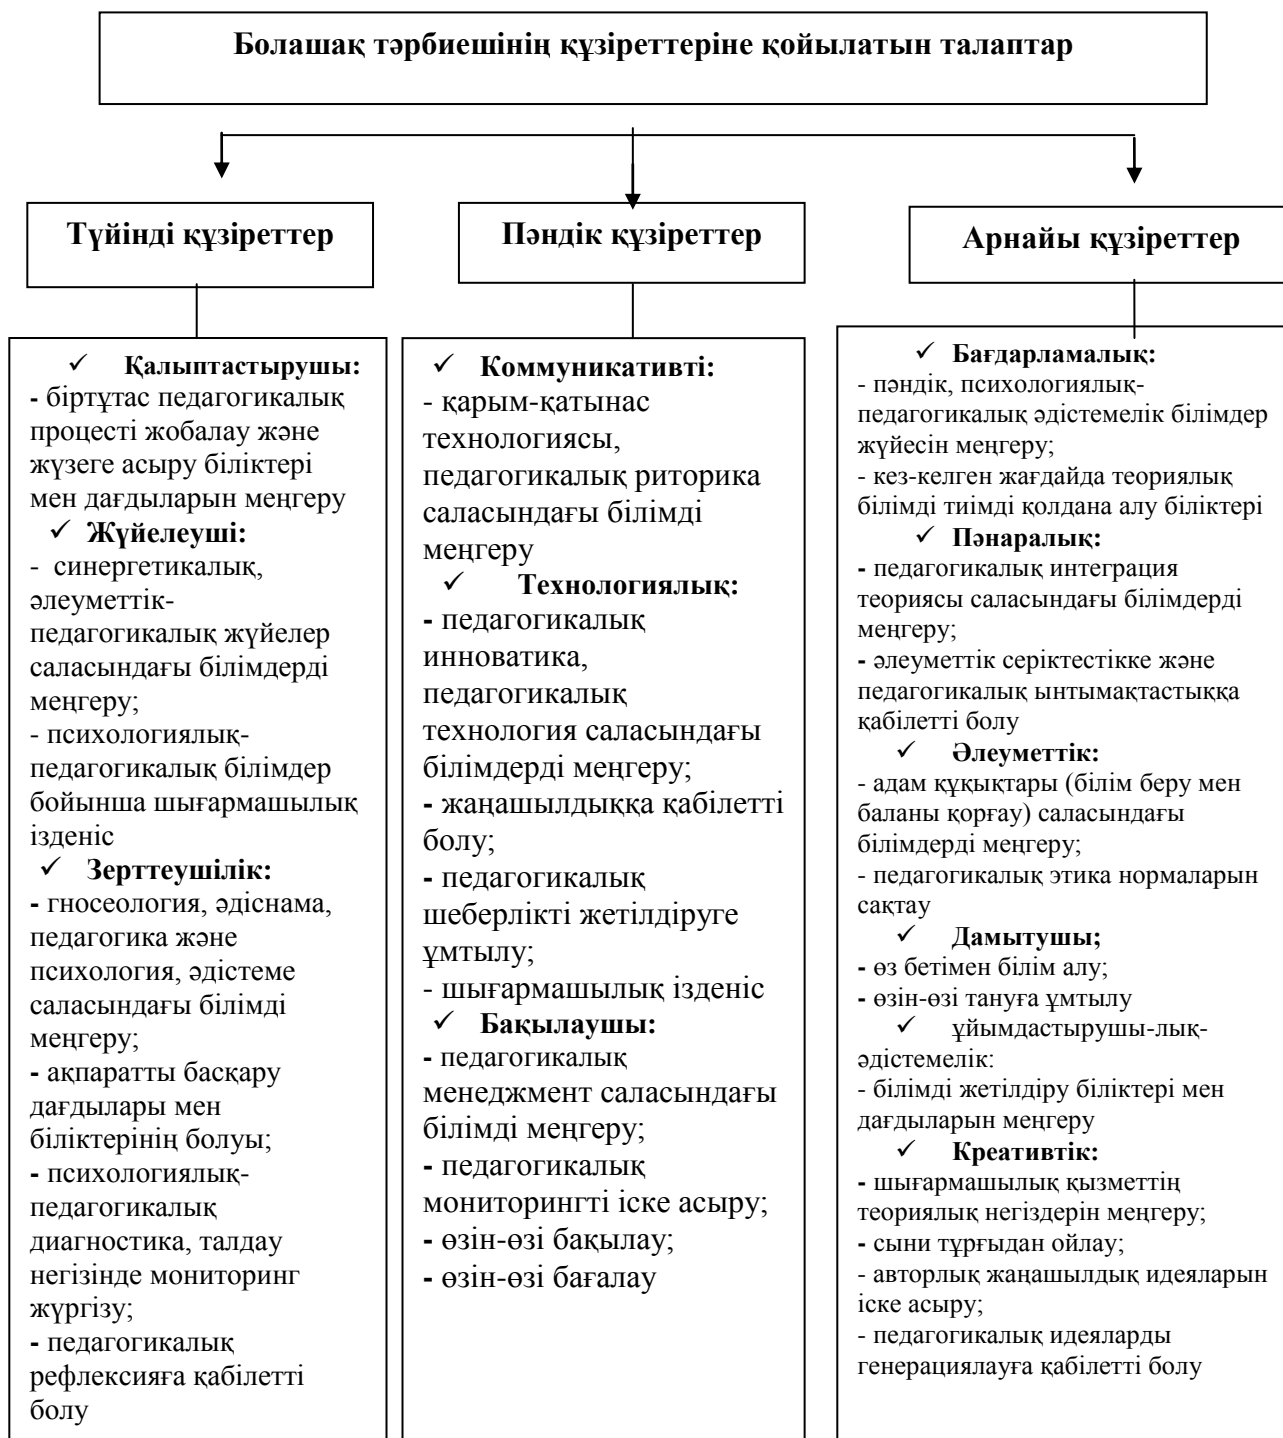 Болашақ тәрбиешінің құзіреттеріне қойылатын талаптар
Түйінді құзіреттер
Пәндік құзіреттер
Арнайы құзіреттер
✓ Қалыптастырушы:
- біртұтас педагогикалық
процесті жобалау және
жүзеге асыру біліктері
мен дағдыларын меңгеру
✓ Жүйелеуші:
- синергетикалық,
әлеуметтік-
педагогикалық жүйелер
саласындағы білімдерді
меңгеру;
- психологиялық-
педагогикалық білімдер
бойынша шығармашылық
ізденіс
✓ Зерттеушілік:
- гносеология, әдіснама,
педагогика және
психология, әдістеме
саласындағы білімді
меңгеру;
- ақпаратты басқару
дағдылары мен
біліктерінің болуы;
- психологиялық-
педагогикалық
диагностика, талдау
негізінде мониторинг
жүргізу;
- педагогикалық
рефлексияға қабілетті
болу
✓ Коммуникативті:
- қарым-қатынас
технологиясы,
педагогикалық риторика
саласындағы білімді
меңгеру
✓ Технологиялық:
- педагогикалық
инноватика,
педагогикалық
технология саласындағы
білімдерді меңгеру;
- жаңашылдыққа қабілетті
болу;
- педагогикалық
шеберлікті жетілдіруге
ұмтылу;
- шығармашылық ізденіс
✓ Бақылаушы:
- педагогикалық
менеджмент саласындағы
білімді меңгеру;
- педагогикалық
мониторингті іске асыру;
- өзін-өзі бақылау;
- өзін-өзі бағалау
✓ Бағдарламалық:
- пәндік, психологиялық-
педагогикалық әдістемелік білімдер
жүйесін меңгеру;
- кез-келген жағдайда теориялық
білімді тиімді қолдана алу біліктері
✓ Пәнаралық:
- педагогикалық интеграция
теориясы саласындағы білімдерді
меңгеру;
- әлеуметтік серіктестікке және
педагогикалық ынтымақтастыққа
қабілетті болу
✓ Әлеуметтік:
- адам құқықтары (білім беру мен
баланы қорғау) саласындағы
білімдерді меңгеру;
- педагогикалық этика нормаларын
сақтау
✓ Дамытушы;
- өз бетімен білім алу;
- өзін-өзі тануға ұмтылу
✓ ұйымдастырушы-лық-
әдістемелік:
- білімді жетілдіру біліктері мен
дағдыларын меңгеру
✓ Креативтік:
- шығармашылық қызметтің
теориялық негіздерін меңгеру;
- сыни тұрғыдан ойлау;
- авторлық жаңашылдық идеяларын
іске асыру;
- педагогикалық идеяларды
генерациялауға қабілетті болу